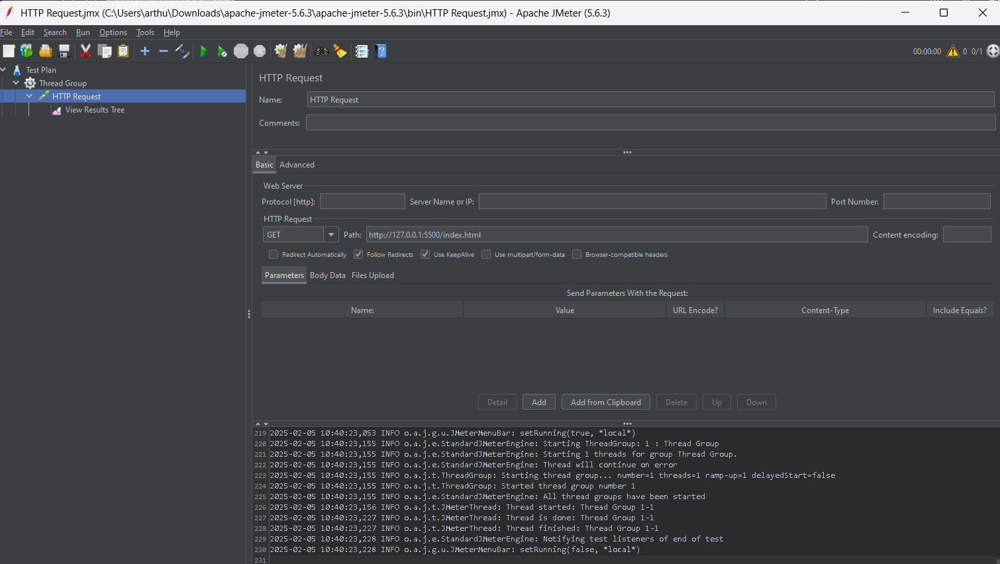 HTTP Request.jmx (C:\Users\arthu\Downloads\apache-jmeter-5.6.3\apache-jmeter-5.6.3\bin\HTTP Request.jmx) - Apache JMeter (5.6.3)
File Edit Search Run Options Tools Help
00:00:00 0 0/1
Test Plan
Thread Group
HTTP Request
View Results Tree
HTTP Request
Name: HTTP Request
Comments:
Basic Advanced
Web Server
Protocol [http]: Server Name or IP: Port Number:
HTTP Request
GET Path: http://127.0.0.1:5500/index.html Content encoding:
Redirect Automatically Follow Redirects Use KeepAlive Use multipart/form-data Browser-compatible headers
Parameters Body Data Files Upload
Send Parameters With the Request:
Name: Value URL Encode? Content-Type Include Equals?
Detail Add Add from Clipboard Delete Up Down
219 2025-02-05 10:40:23,053 INFO o.a.j.g.u.JMeterMenuBar: setRunning(true, *local*)
220 2025-02-05 10:40:23,155 INFO o.a.j.e.StandardJMeterEngine: Starting ThreadGroup: 1 : Thread Group
221 2025-02-05 10:40:23,155 INFO o.a.j.e.StandardJMeterEngine: Starting 1 threads for group Thread Group.
222 2025-02-05 10:40:23,155 INFO o.a.j.e.StandardJMeterEngine: Thread will continue on error
223 2025-02-05 10:40:23,155 INFO o.a.j.t.ThreadGroup: Starting thread group... number=1 threads=1 ramp-up=1 delayedStart=false
224 2025-02-05 10:40:23,155 INFO o.a.j.t.ThreadGroup: Started thread group number 1
225 2025-02-05 10:40:23,155 INFO o.a.j.e.StandardJMeterEngine: All thread groups have been started
226 2025-02-05 10:40:23,156 INFO o.a.j.t.JMeterThread: Thread started: Thread Group 1-1
227 2025-02-05 10:40:23,227 INFO o.a.j.t.JMeterThread: Thread is done: Thread Group 1-1
228 2025-02-05 10:40:23,227 INFO o.a.j.t.JMeterThread: Thread finished: Thread Group 1-1
229 2025-02-05 10:40:23,228 INFO o.a.j.e.StandardJMeterEngine: Notifying test listeners of end of test
230 2025-02-05 10:40:23,228 INFO o.a.j.g.u.JMeterMenuBar: setRunning(false, *local*)
231